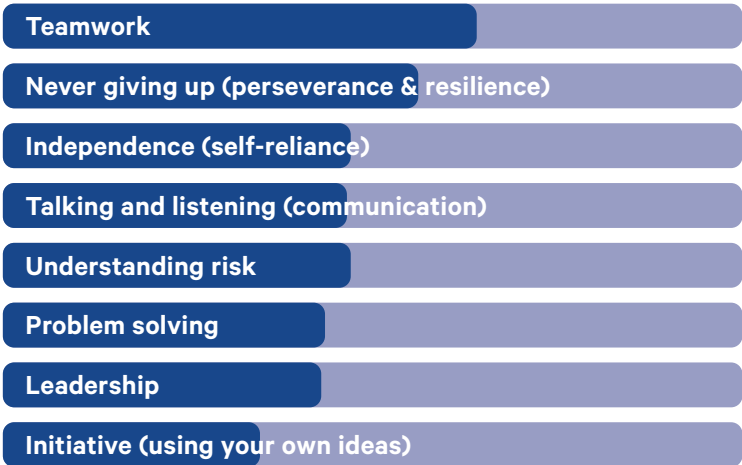 Teamwork
Never giving up (perseverance & resilience)
Independence (self-reliance)
Talking and listening (communication)
Understanding risk
Problem solving
Leadership
Initiative (using your own ideas)